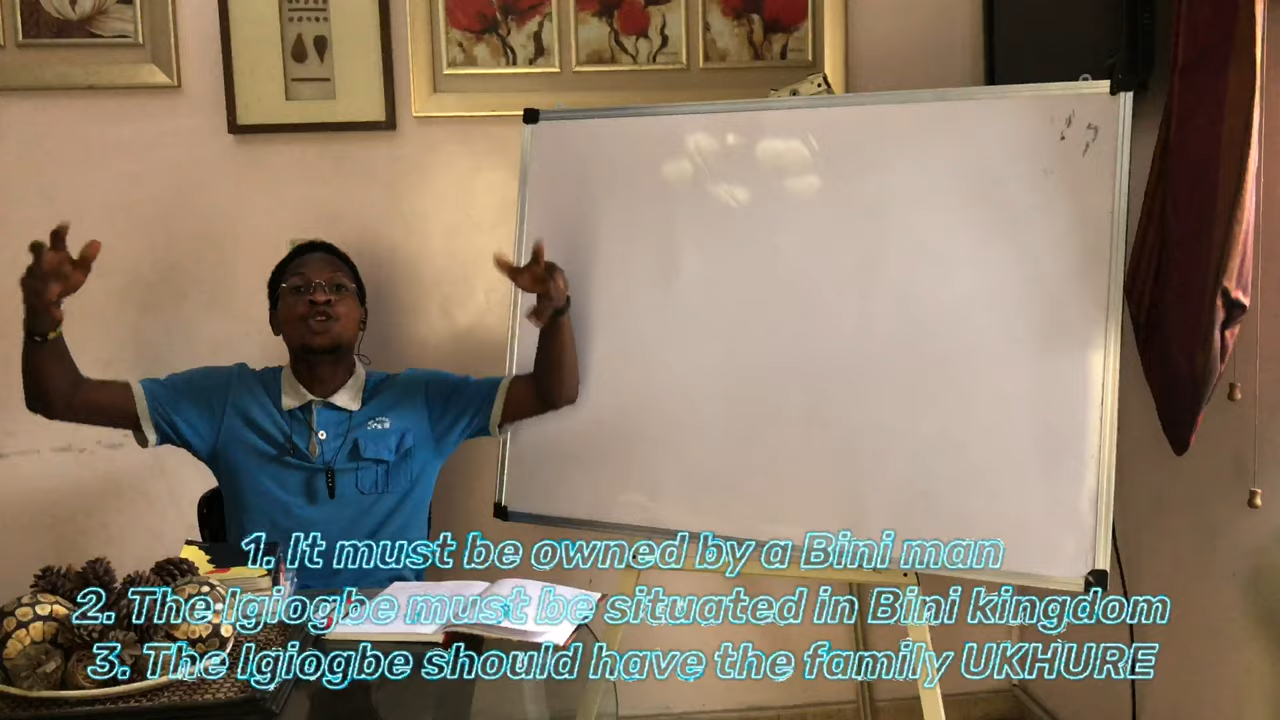 1. It must be owned by a Bini man
2. The Igiogbe must be situated in Bini kingdom
3. The Igiogbe should have the family UKHURE